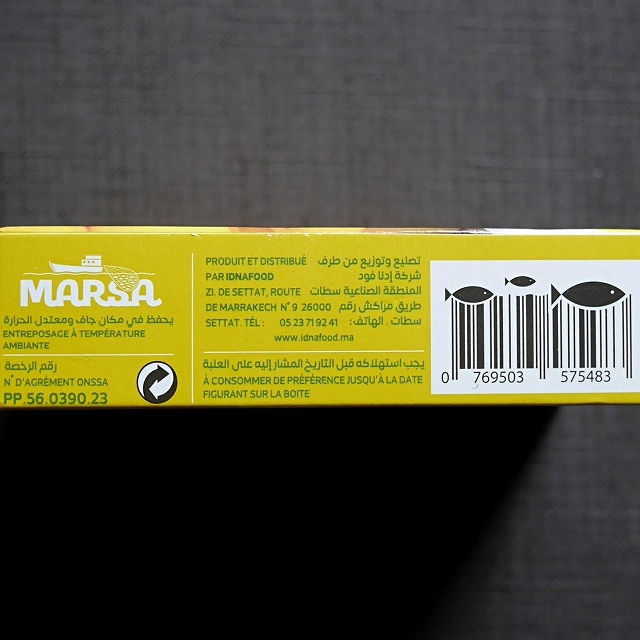 MARSA
يحفظ في مكان جاف ومعتدل الحرارة
ENTREPOSAGE À TEMPÉRATURE
AMBIANTE
رقم الرخصة
N° D'AGRÉMENT ONSSA
PP.56.0390.23
PRODUIT ET DISTRIBUÉ
PAR IDNAFOOD
ZI. DE SETTAT, ROUTE
DE MARRAKECH N°9 26000
SETTAT. TÉL :
تصنيع وتوزيع من طرف
شركة إدنا فود
المنطقة الصناعية سطات
طريق مراكش رقم
سطات . الهاتف :
05 23 71 92 41
www.idnafood.ma
يجب استهلاكه قبل التاريخ المشار إليه على العلبة
À CONSOMMER DE PRÉFÉRENCE JUSQU'À LA DATE
FIGURANT SUR LA BOITE
0 769503 575483